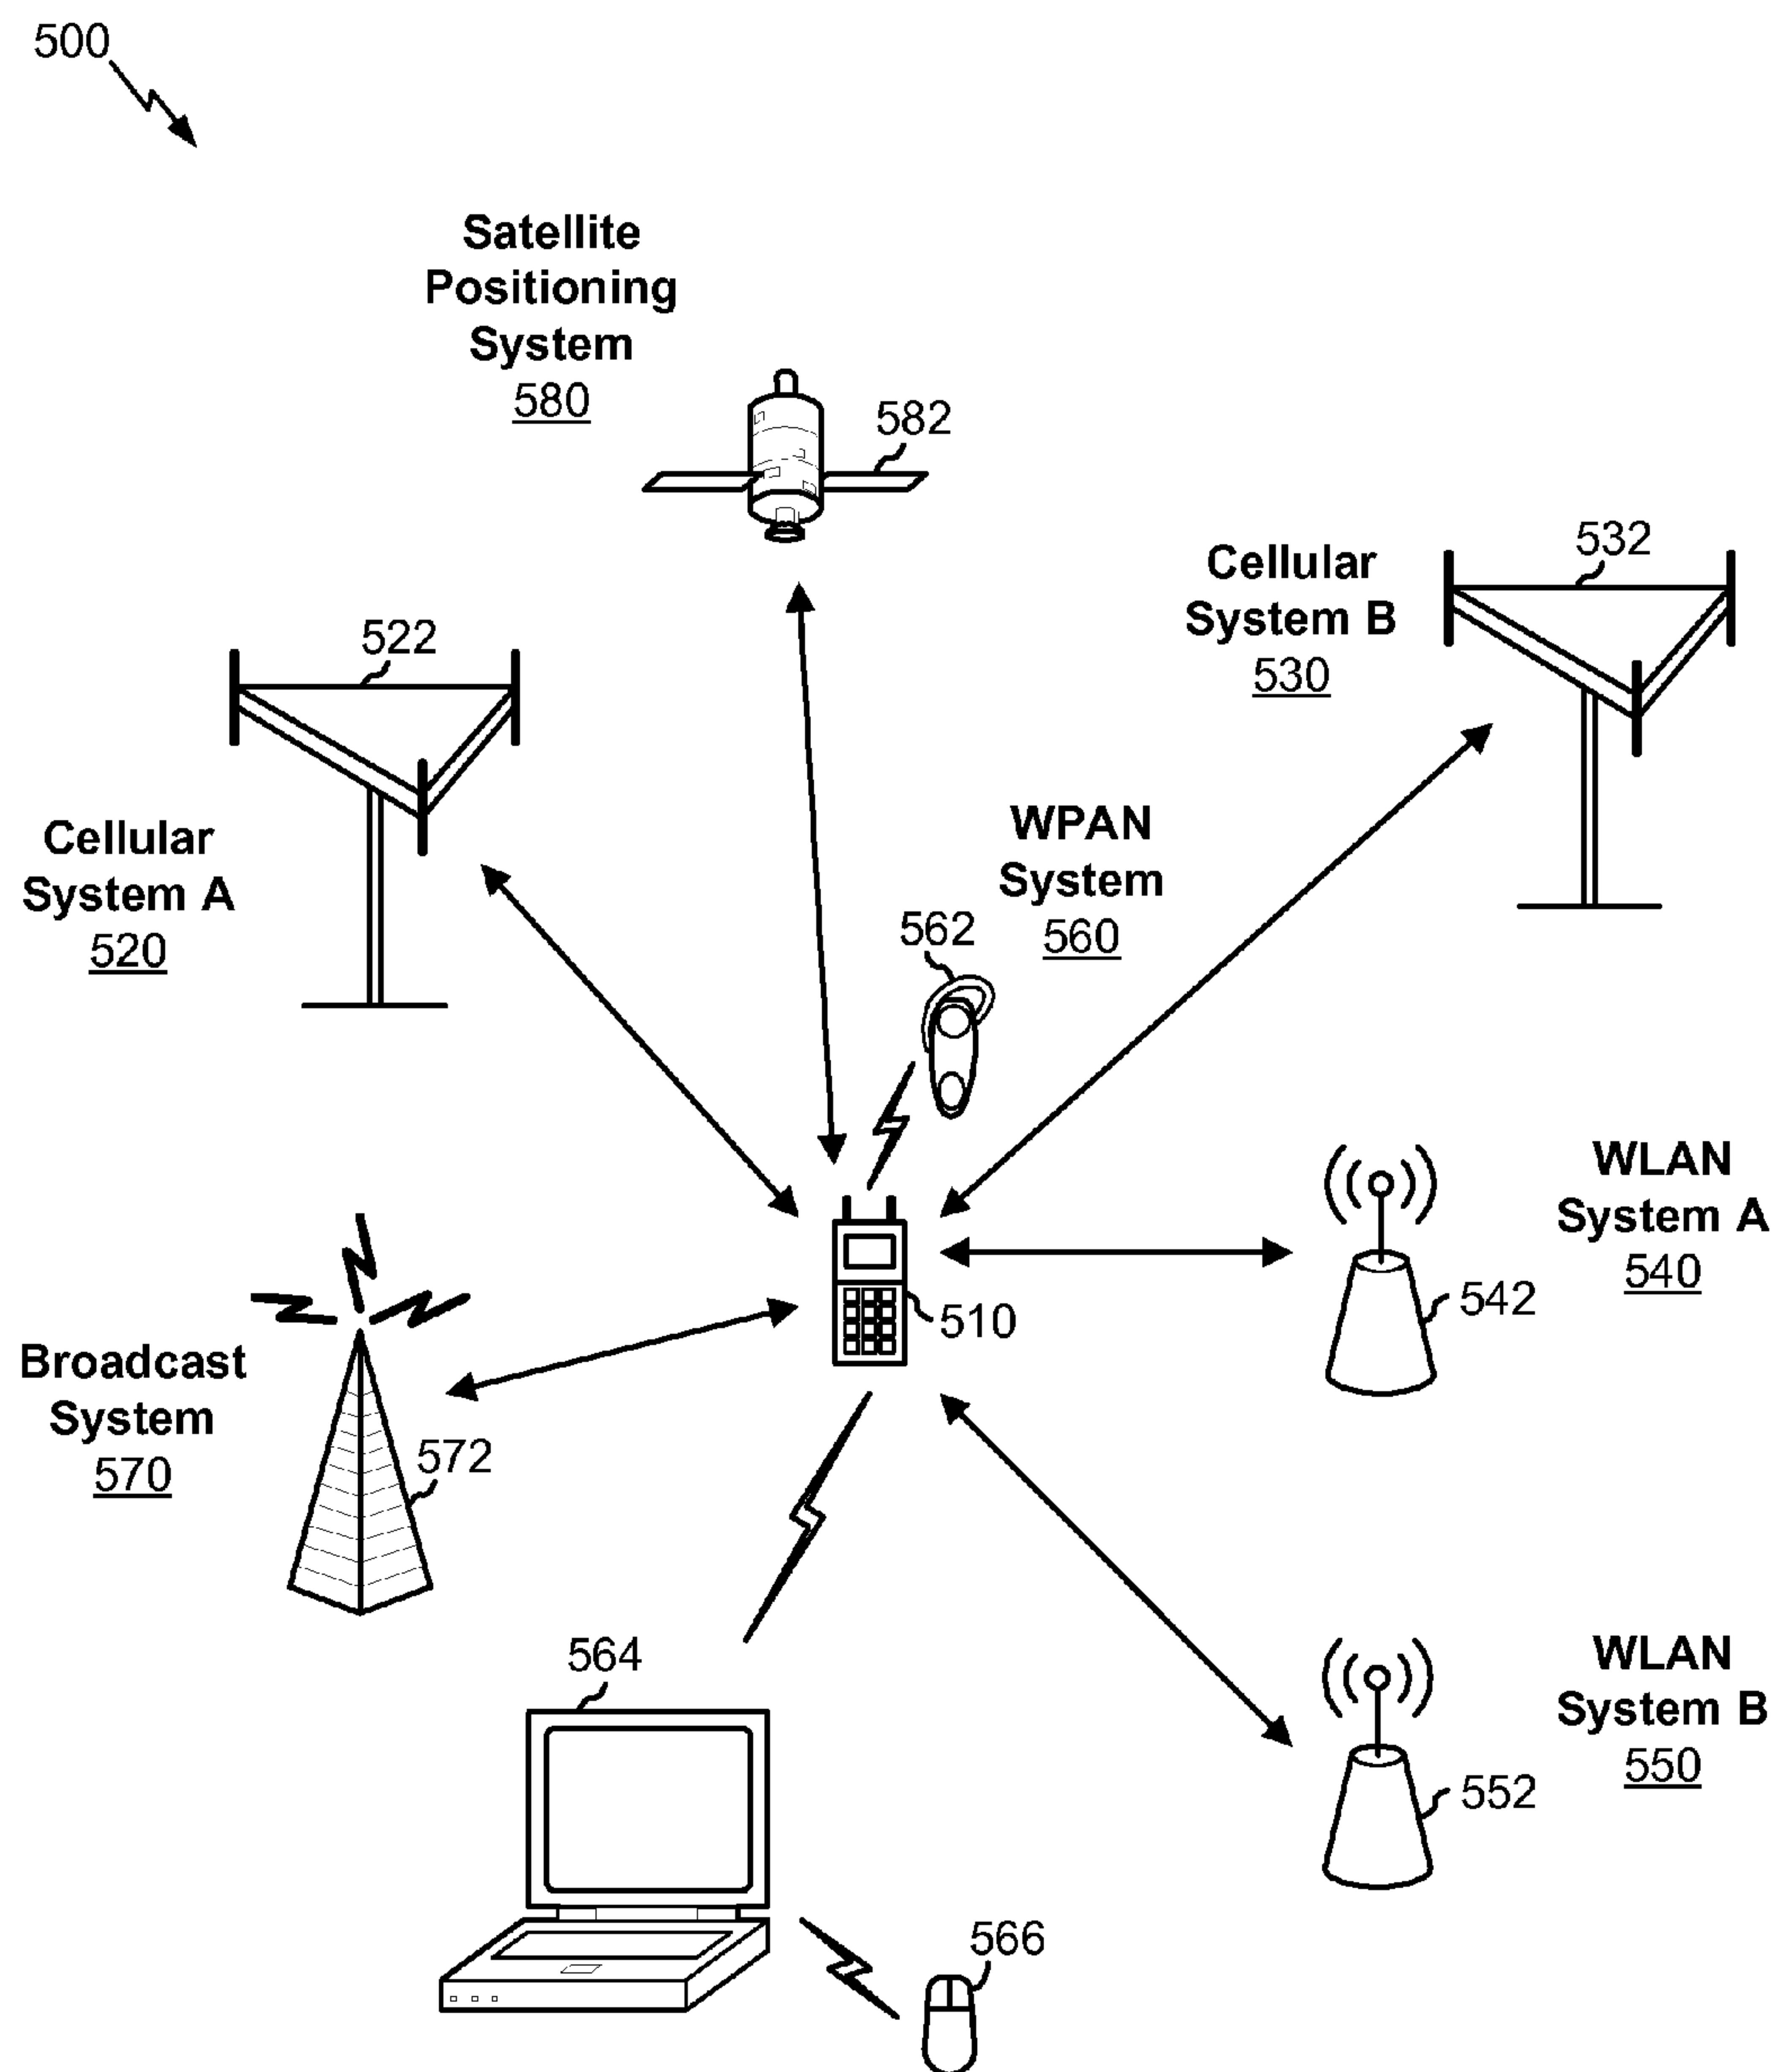 500
Satellite
Positioning
System
580
582
532
Cellular
System B
530
522
Cellular
System A
520
WPAN
System
560
562
WLAN
System A
540
542
510
Broadcast
System
570
572
564
WLAN
System B
550
552
566